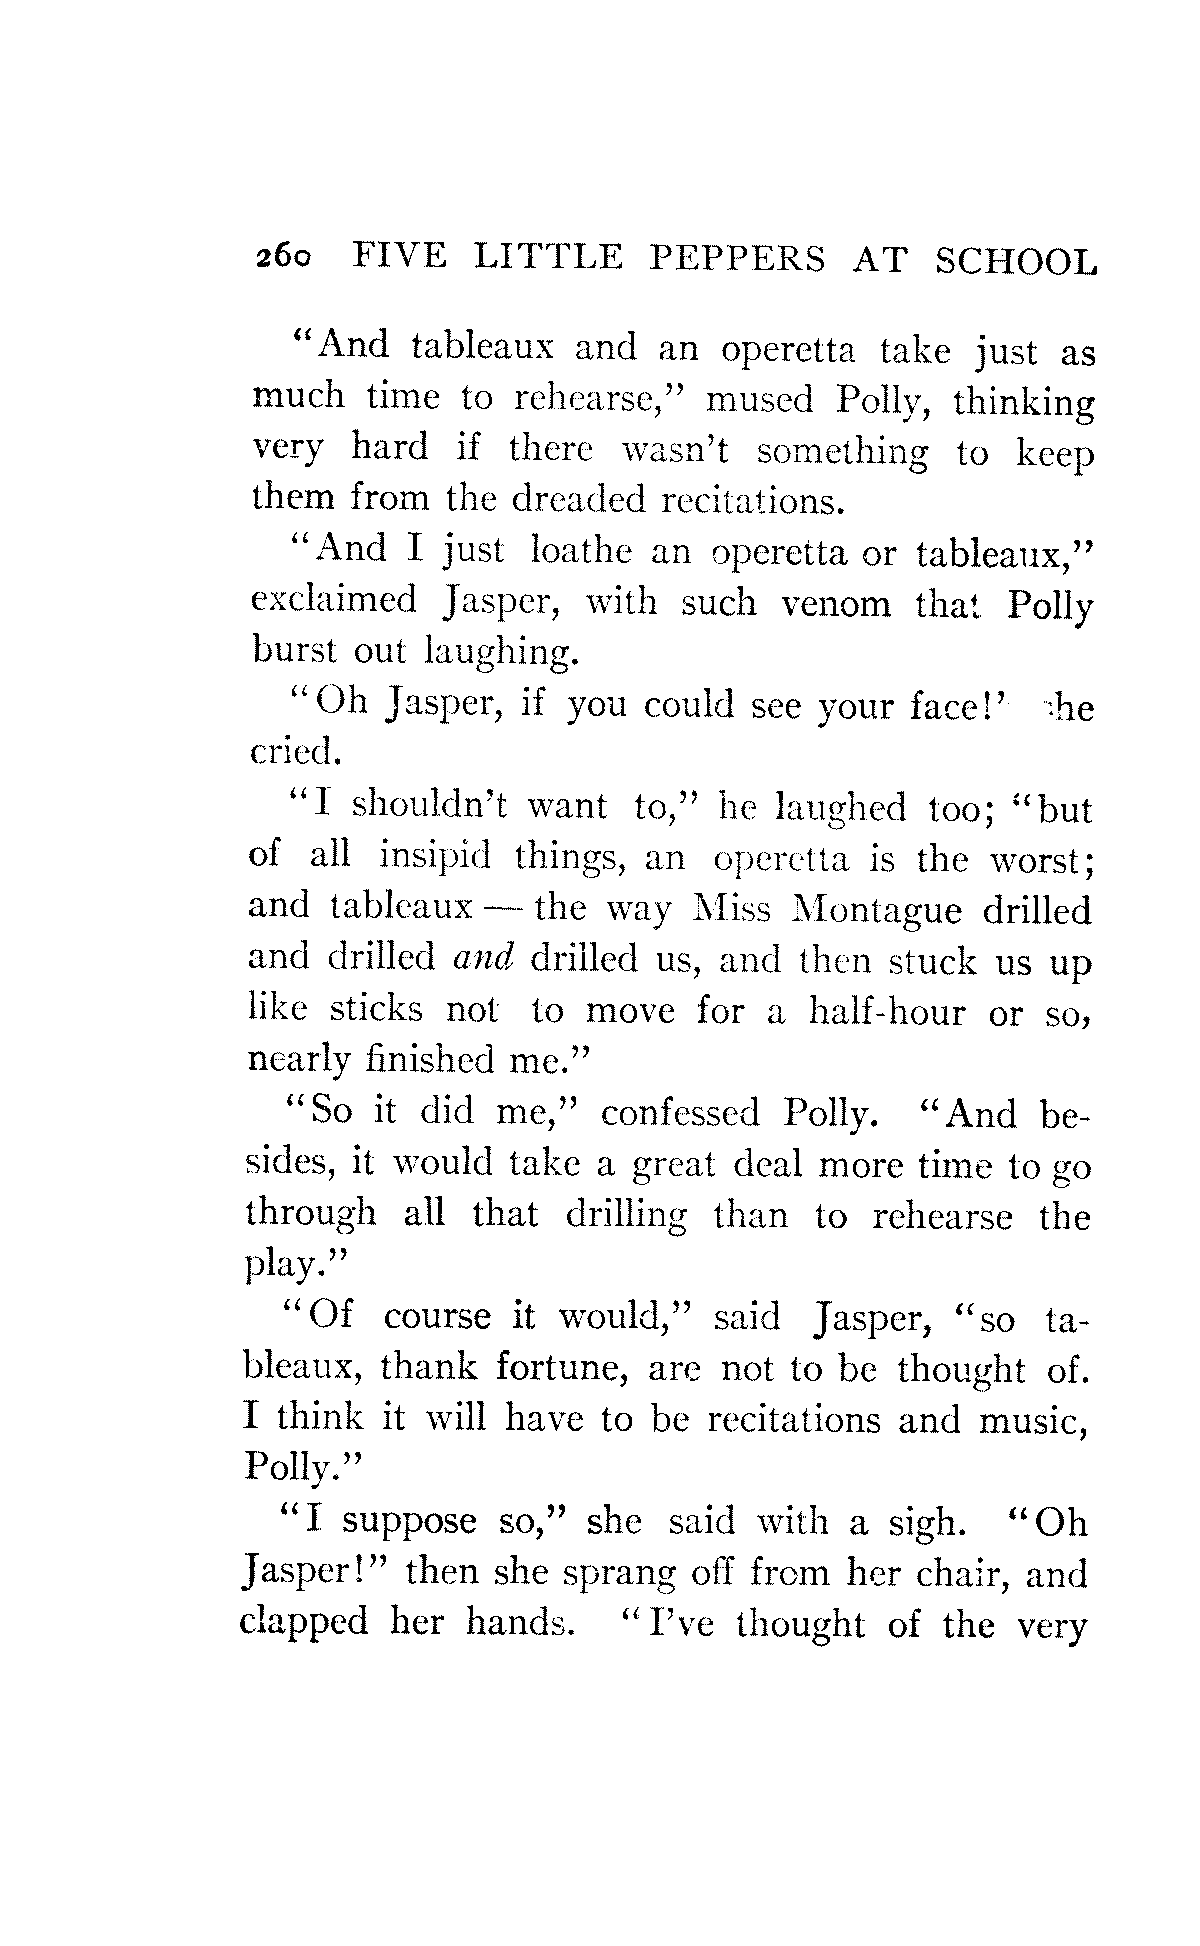 260 FIVE LITTLE PEPPERS AT SCHOOL
"And tableaux and an operetta take just as
much time to rehearse," mused Polly, thinking
very hard if there wasn't something to keep
them from the dreaded recitations.
"And I just loathe an operetta or tableaux,"
exclaimed Jasper, with such venom that Polly
burst out laughing.
"Oh Jasper, if you could see your face!" she
cried.
"I shouldn't want to," he laughed too; "but
of all insipid things, an operetta is the worst;
and tableaux — the way Miss Montague drilled
and drilled and drilled us, and then stuck us up
like sticks not to move for a half-hour or so,
nearly finished me."
"So it did me," confessed Polly. "And be-
sides, it would take a great deal more time to go
through all that drilling than to rehearse the
play."
"Of course it would," said Jasper, "so ta-
bleaux, thank fortune, are not to be thought of.
I think it will have to be recitations and music,
Polly."
"I suppose so," she said with a sigh. "Oh
Jasper!" then she sprang off from her chair, and
clapped her hands. "I've thought of the very